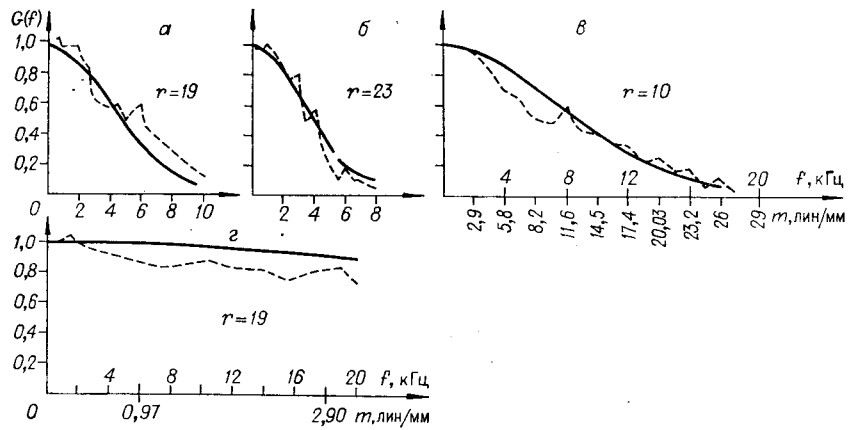 G(f)
1,0
0,8
0,6
0,4
0,2
0
а
r=19
2 4 6 8 10
б
r=23
2 4 6 8
в
r=10
4 8 12 20 f, кГц
2,9 5,8 8,2 11,6 14,5 17,4 20,03 23,2 26 29 m, лин/мм
1,0
0,8
0,6
0,4
0,2
0
г
r=19
4 8 12 16 20 f, кГц
0,97 2,90 m, лин/мм